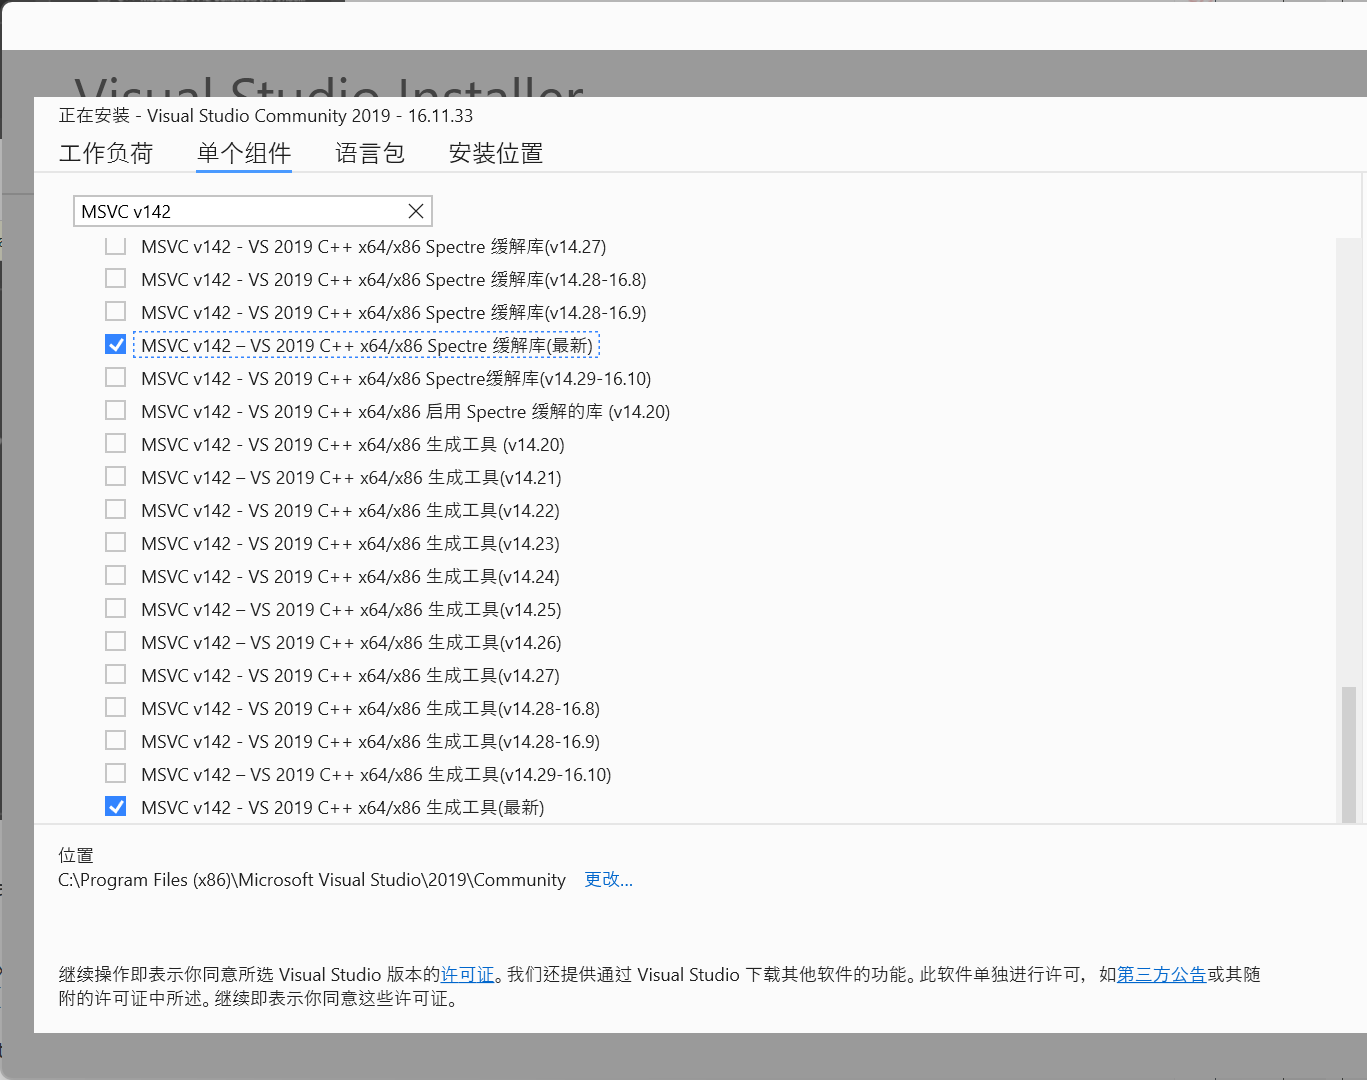 Visual Studio Installer
正在安装 - Visual Studio Community 2019 - 16.11.33
工作负荷 单个组件 语言包 安装位置
MSVC v142
MSVC v142 - VS 2019 C++ x64/x86 Spectre 缓解库(v14.27)
MSVC v142 - VS 2019 C++ x64/x86 Spectre 缓解库(v14.28-16.8)
MSVC v142 - VS 2019 C++ x64/x86 Spectre 缓解库(v14.28-16.9)
MSVC v142 – VS 2019 C++ x64/x86 Spectre 缓解库(最新)
MSVC v142 - VS 2019 C++ x64/x86 Spectre缓解库(v14.29-16.10)
MSVC v142 - VS 2019 C++ x64/x86 启用 Spectre 缓解的库 (v14.20)
MSVC v142 - VS 2019 C++ x64/x86 生成工具 (v14.20)
MSVC v142 – VS 2019 C++ x64/x86 生成工具(v14.21)
MSVC v142 - VS 2019 C++ x64/x86 生成工具(v14.22)
MSVC v142 - VS 2019 C++ x64/x86 生成工具(v14.23)
MSVC v142 - VS 2019 C++ x64/x86 生成工具(v14.24)
MSVC v142 – VS 2019 C++ x64/x86 生成工具(v14.25)
MSVC v142 – VS 2019 C++ x64/x86 生成工具(v14.26)
MSVC v142 - VS 2019 C++ x64/x86 生成工具(v14.27)
MSVC v142 - VS 2019 C++ x64/x86 生成工具(v14.28-16.8)
MSVC v142 - VS 2019 C++ x64/x86 生成工具(v14.28-16.9)
MSVC v142 – VS 2019 C++ x64/x86 生成工具(v14.29-16.10)
MSVC v142 - VS 2019 C++ x64/x86 生成工具(最新)
位置
C:\Program Files (x86)\Microsoft Visual Studio\2019\Community 更改...
继续操作即表示你同意所选 Visual Studio 版本的许可证。我们还提供通过 Visual Studio 下载其他软件的功能。此软件单独进行许可，如第三方公告或其随
附的许可证中所述。继续即表示你同意这些许可证。